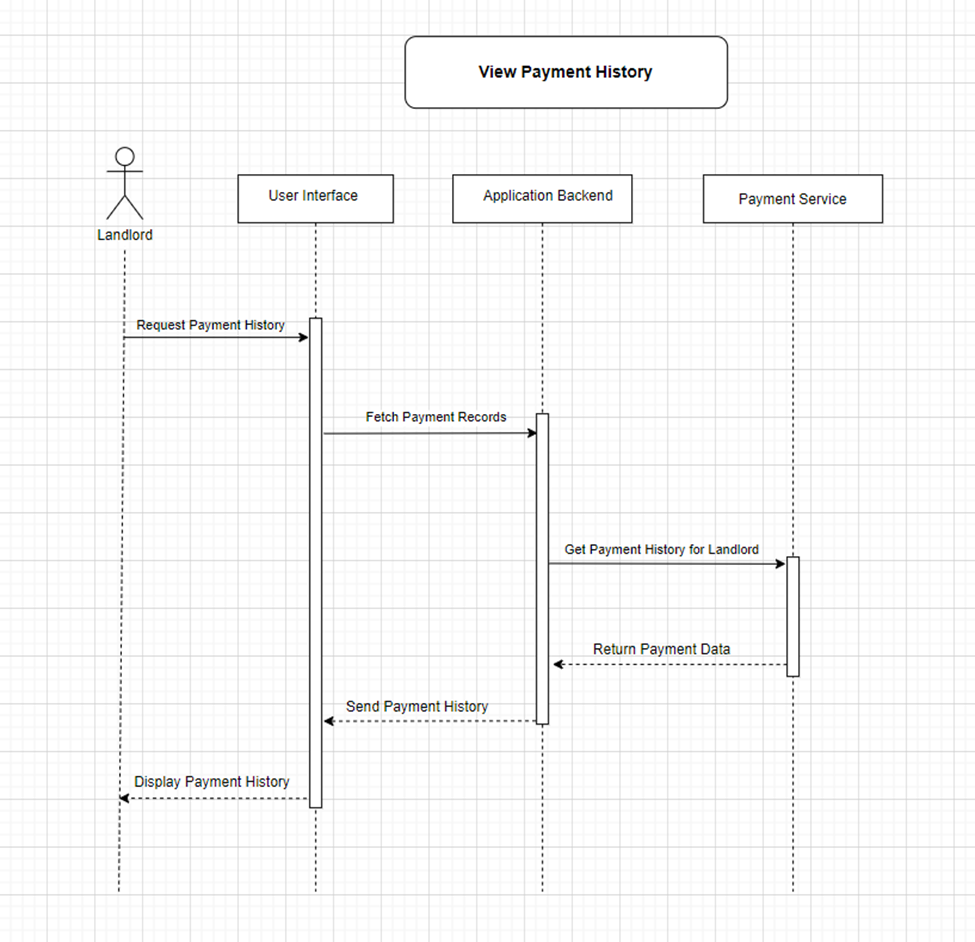 View Payment History
Landlord
User Interface
Application Backend
Payment Service
Request Payment History
Fetch Payment Records
Get Payment History for Landlord
Return Payment Data
Send Payment History
Display Payment History